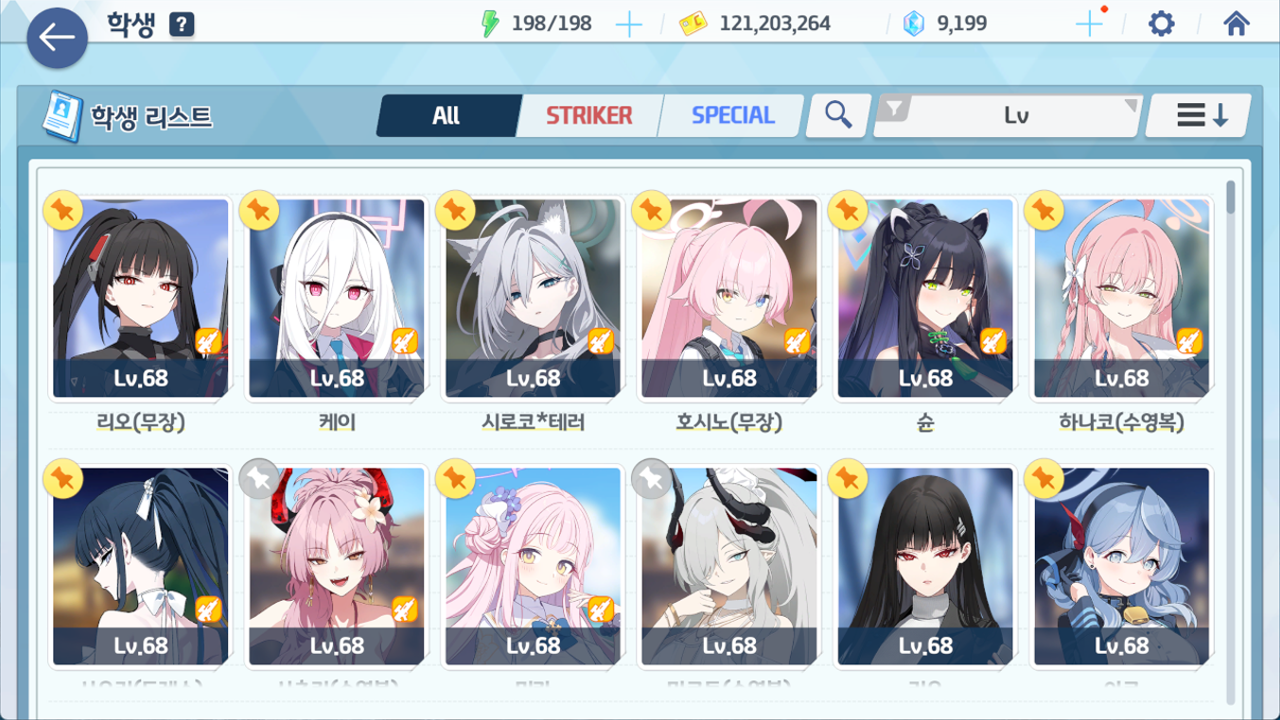 학생 ?
198/198
121,203,264
9,199
학생 리스트
All
STRIKER
SPECIAL
Lv
Lv.68
Lv.68
Lv.68
Lv.68
Lv.68
Lv.68
리오(무장)
케이
시로코*테러
호시노(무장)
슌
하나코(수영복)
Lv.68
Lv.68
Lv.68
Lv.68
Lv.68
Lv.68